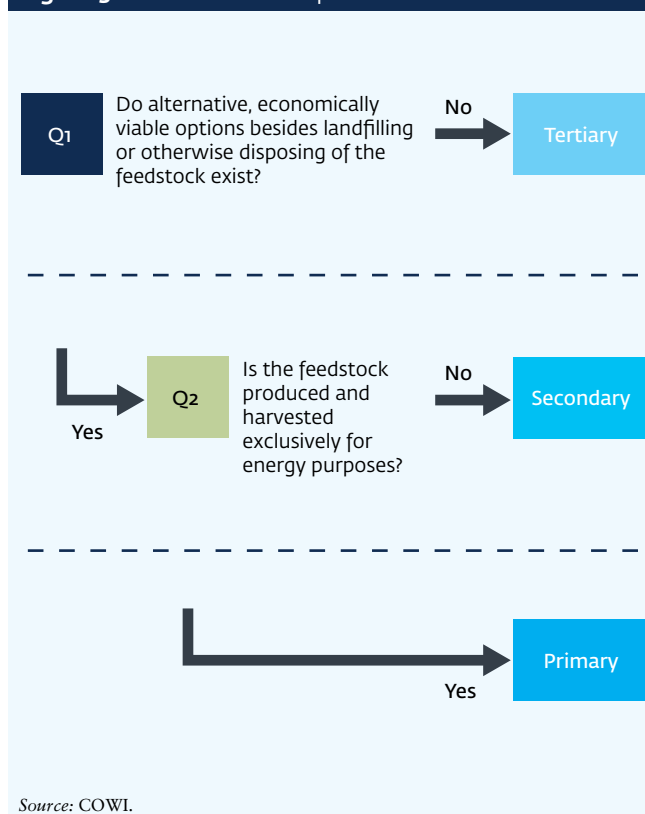 Q1
Do alternative, economically
viable options besides landfilling
or otherwise disposing of the
feedstock exist?
No
Tertiary
Yes
Q2
Is the feedstock
produced and
harvested
exclusively for
energy purposes?
No
Secondary
Yes
Primary
Source: COWI.